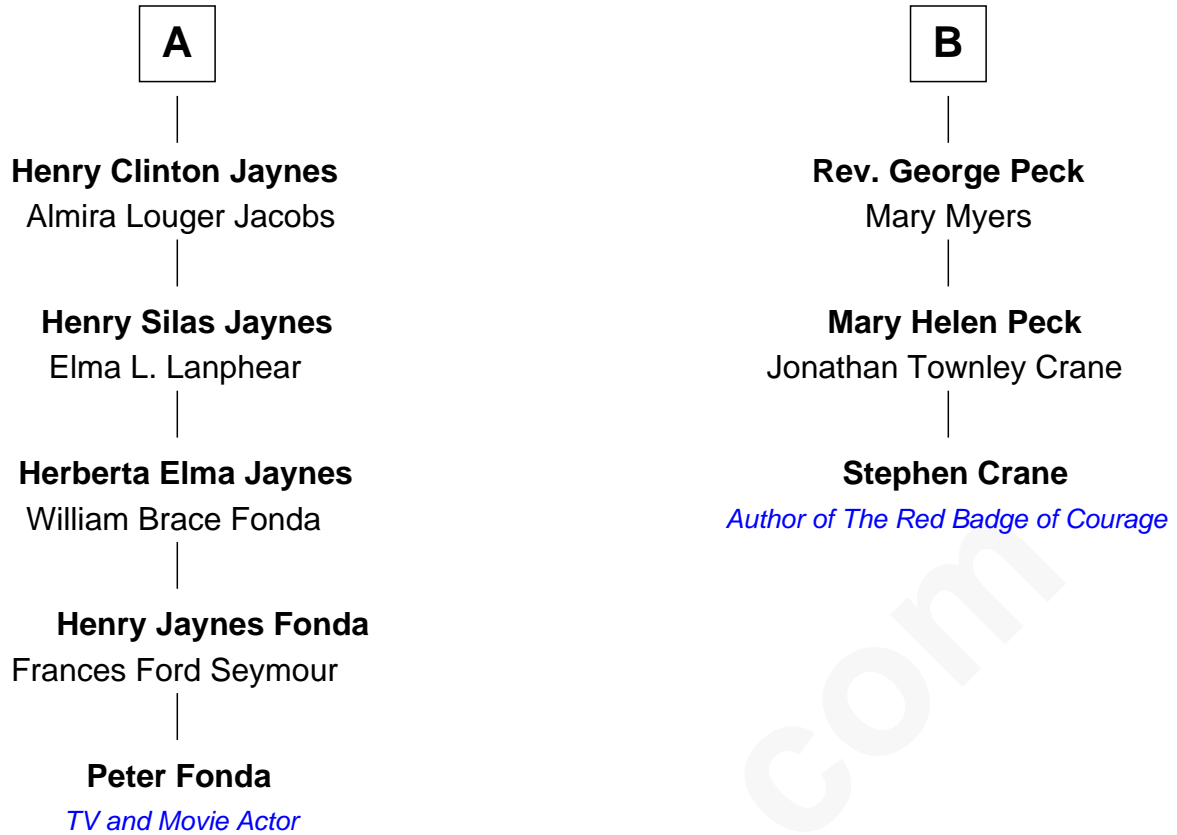 A
Henry Clinton Jaynes
Almira Louger Jacobs
Henry Silas Jaynes
Elma L. Lanphear
Herberta Elma Jaynes
William Brace Fonda
Henry Jaynes Fonda
Frances Ford Seymour
Peter Fonda
TV and Movie Actor
B
Rev. George Peck
Mary Myers
Mary Helen Peck
Jonathan Townley Crane
Stephen Crane
Author of The Red Badge of Courage
com